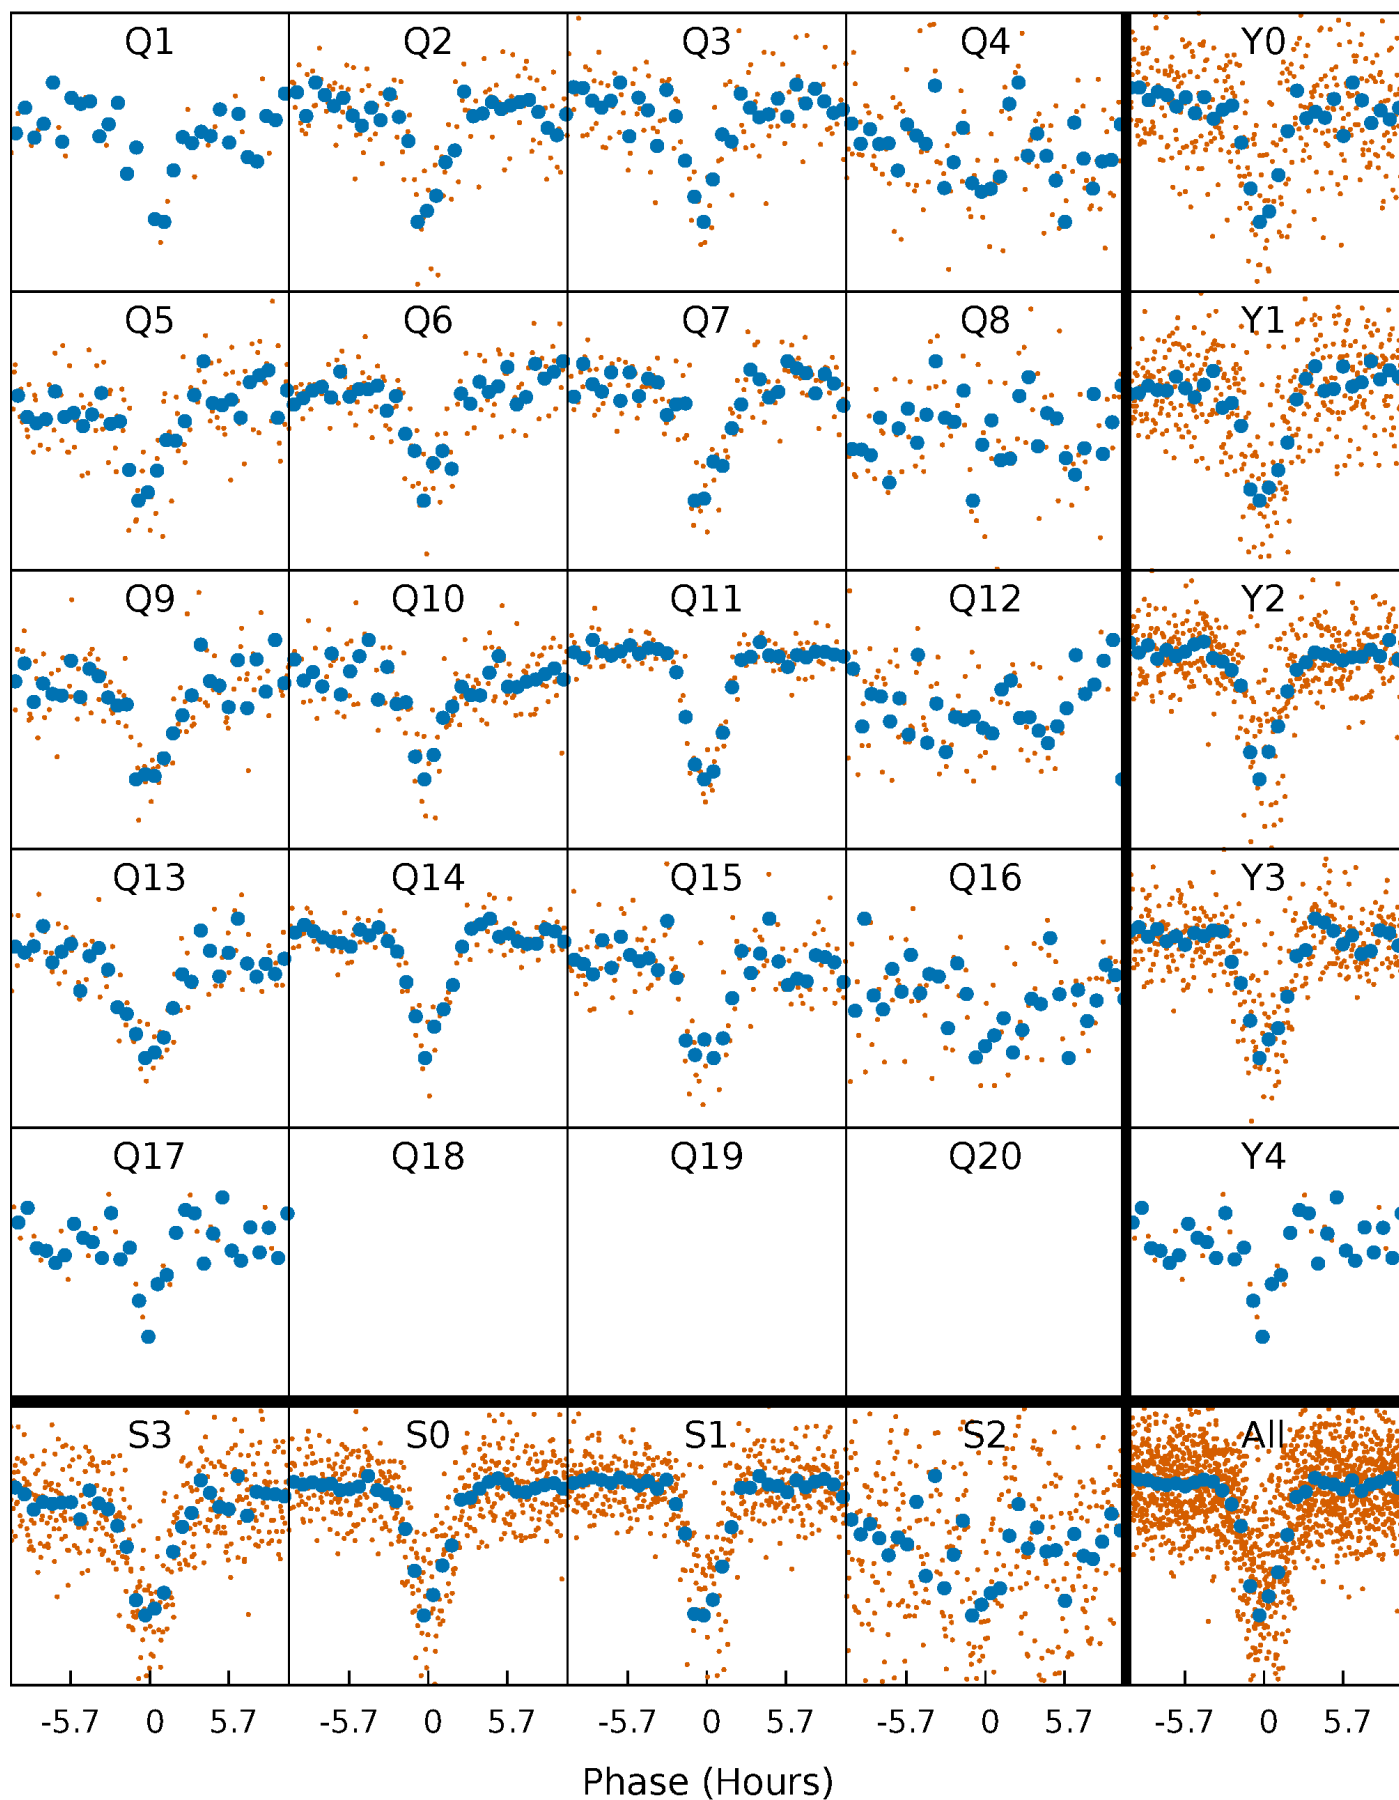 Q1 Q2 Q3 Q4 Y0
Q5 Q6 Q7 Q8 Y1
Q9 Q10 Q11 Q12 Y2
Q13 Q14 Q15 Q16 Y3
Q17 Q18 Q19 Q20 Y4
S3 S0 S1 S2 All
-5.7 0 5.7 -5.7 0 5.7 -5.7 0 5.7 -5.7 0 5.7 -5.7 0 5.7
Phase (Hours)